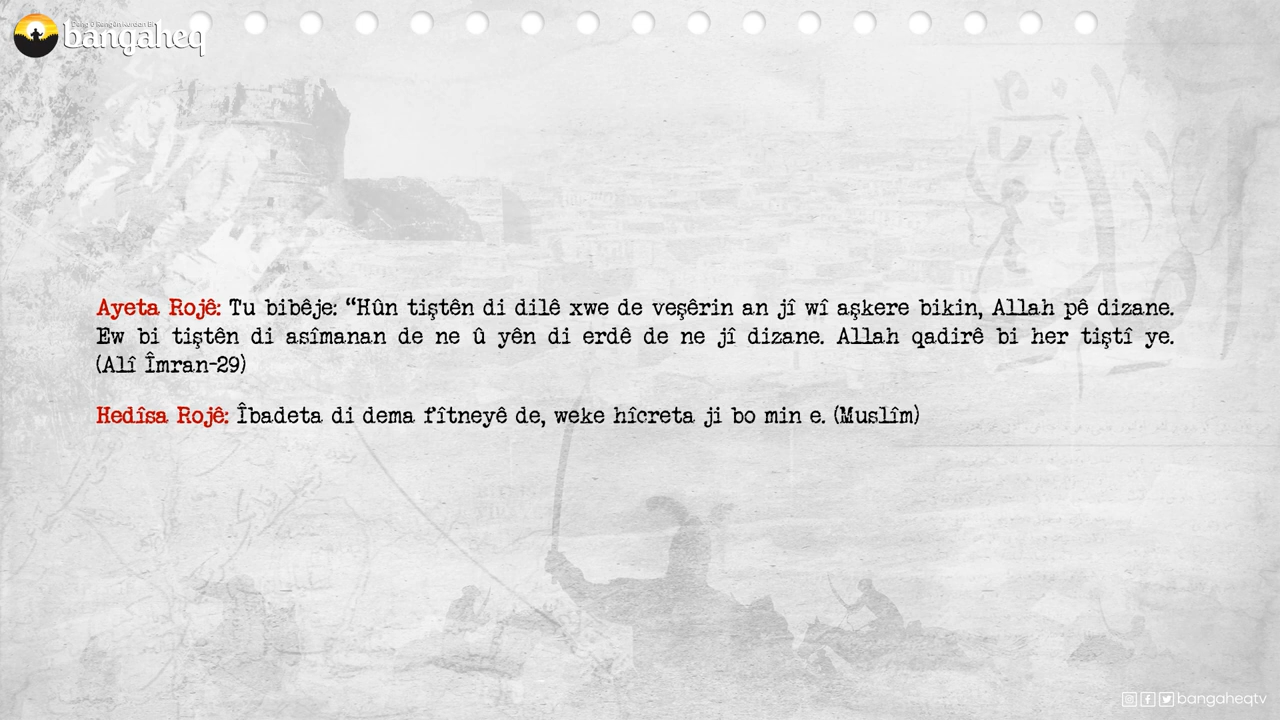 bangaheq
Ayeta Rojê: Tu bibêje: “Hûn tiştên di dilê xwe de veşêrin an jî wî aşkere bikin, Allah pê dizane.
Ew bi tiştên di asîmanan de ne û yên di erdê de ne jî dizane. Allah qadirê bi her tiştî ye.
(Alî Îmran-29)
Hedîsa Rojê: Îbadeta di dema fîtneyê de, weke hîcreta ji bo min e. (Muslîm)
bangaheqtv